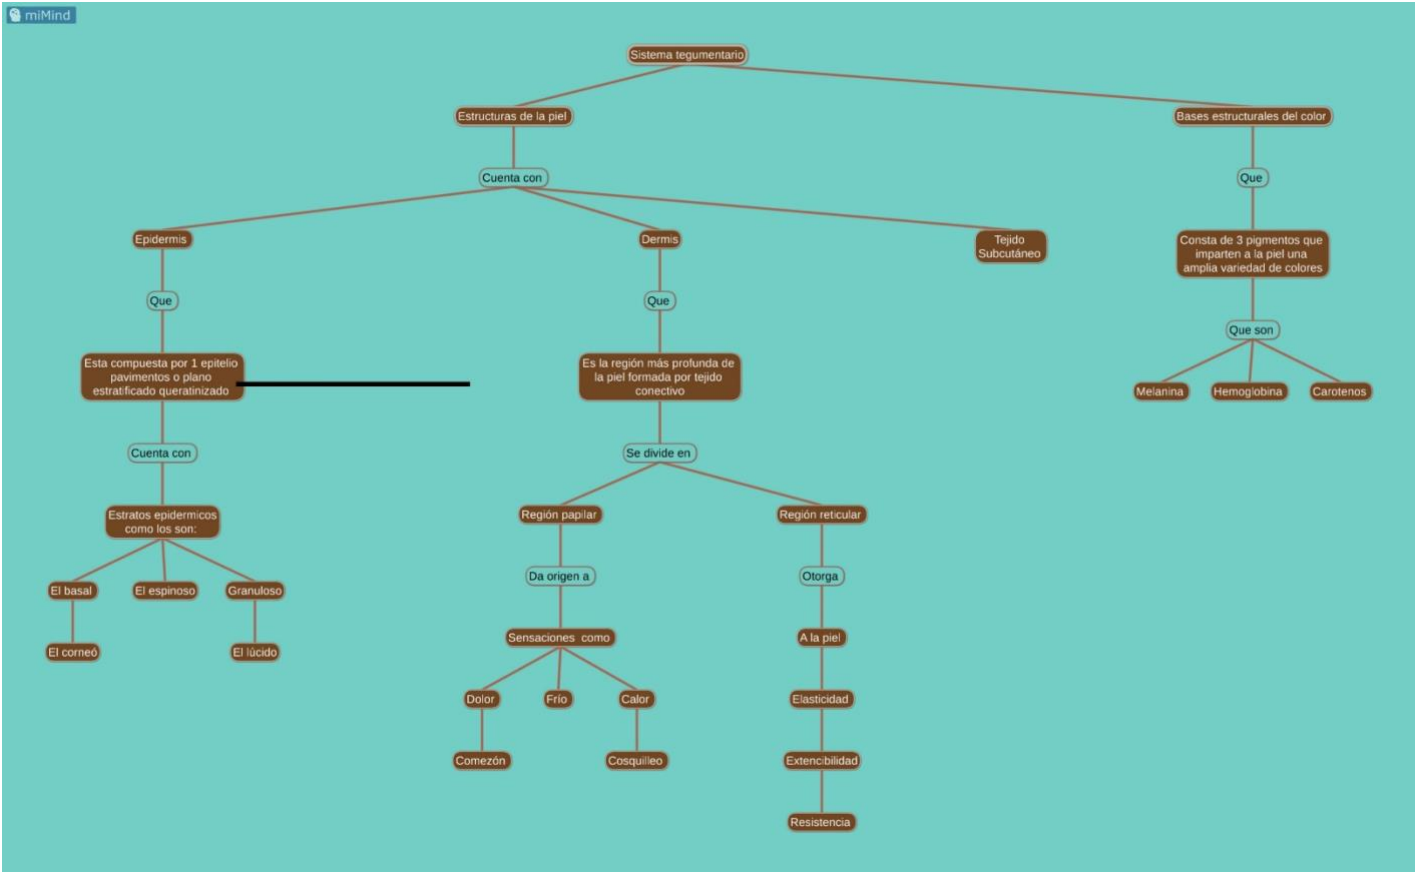 miMind
Sistema tegumentario
Estructuras de la piel
Bases estructurales del color
Cuenta con
Que
Epidermis
Dermis
Tejido
Subcutáneo
Consta de 3 pigmentos que
imparten a la piel una
amplia variedad de colores
Que
Que
Que son
Esta compuesta por 1 epitelio
pavimentos o plano
estratificado queratinizado
Es la región más profunda de
la piel formada por tejido
conectivo
Melanina
Hemoglobina
Carotenos
Cuenta con
Se divide en
Estratos epidermicos
como los son:
Región papilar
Región reticular
Da origen a
Otorga
El basal
El espinoso
Granuloso
Sensaciones como
A la piel
El corneó
El lúcido
Dolor
Frío
Calor
Elasticidad
Comezón
Cosquilleo
Extencibilidad
Resistencia